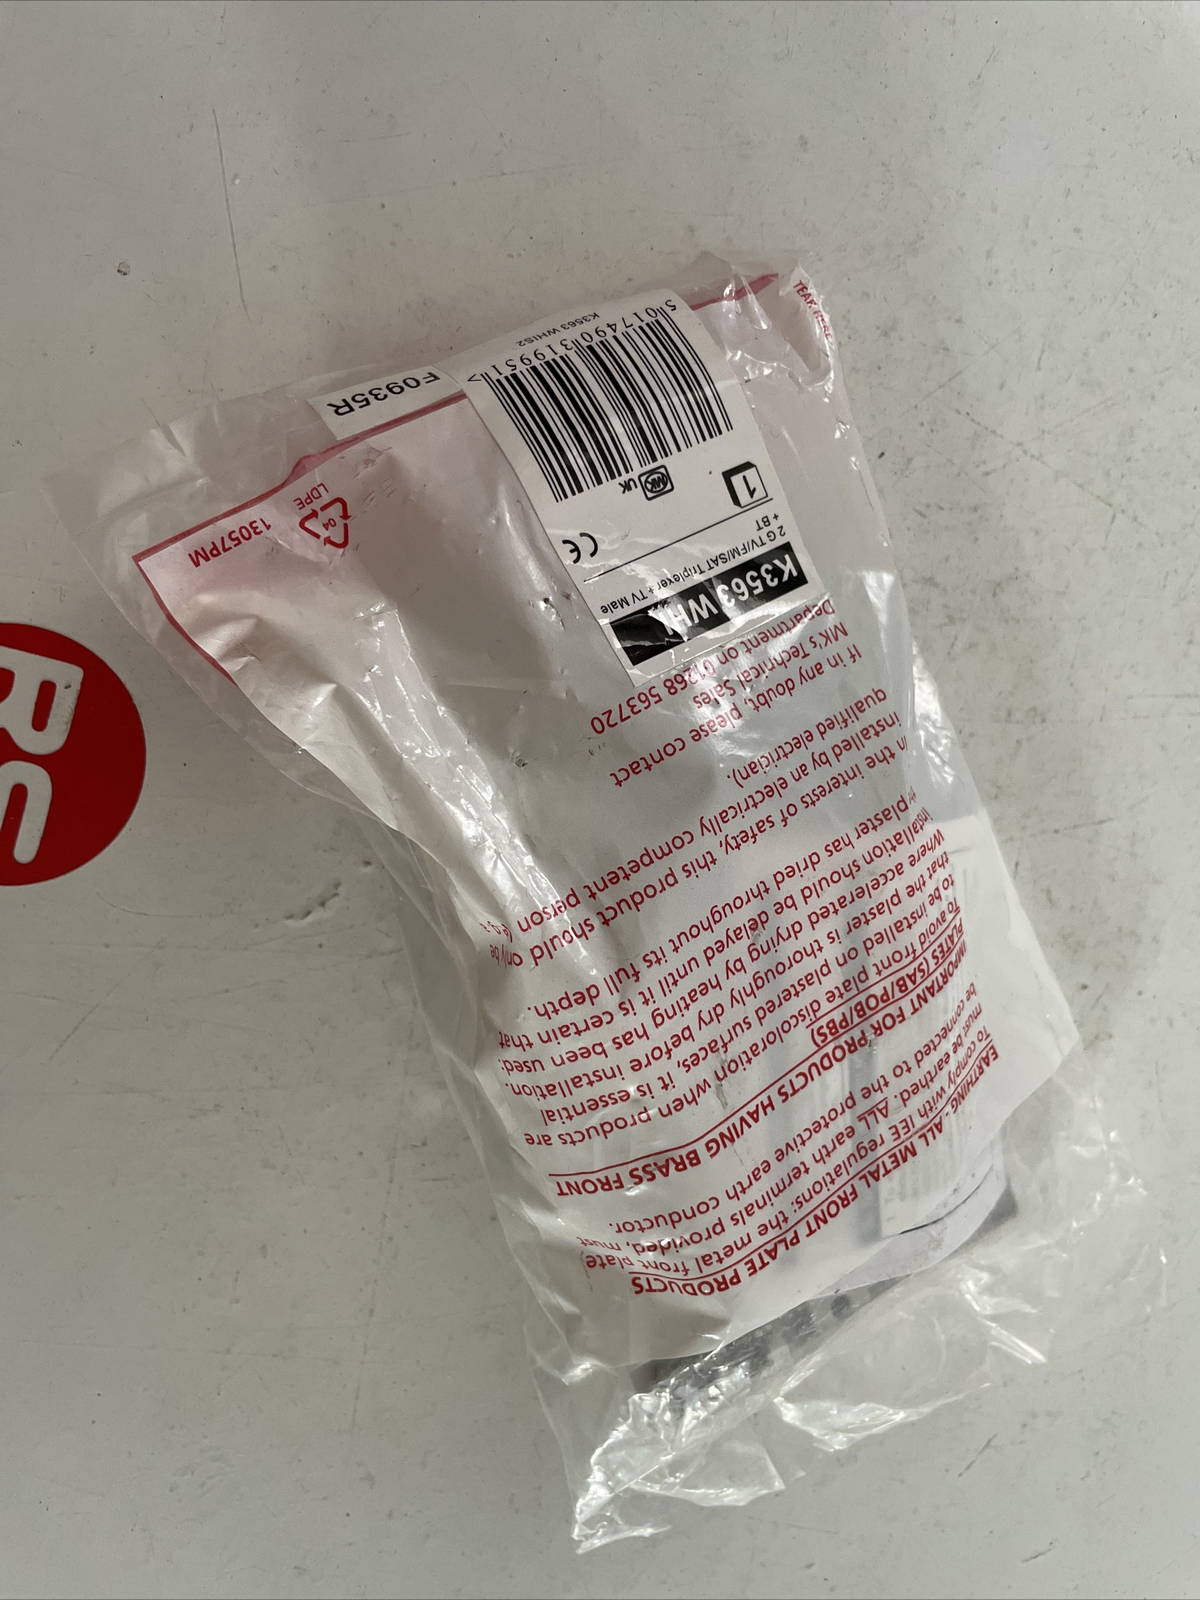 TEAR HERE
K3563 WHI
2 G TV/FM/SAT Triplexer + TV Male
+ BT
CE
1
MK
UK
5 017490 319951 >
K3563 WHIS2
F0935R
04
LDPE
13057PM
EARTHING - ALL METAL FRONT PLATE PRODUCTS
To comply with IEE regulations: the metal front plate
must be earthed. ALL earth terminals provided, must
be connected to the protective earth conductor.
IMPORTANT FOR PRODUCTS HAVING BRASS FRONT
PLATES (SAB/POB/PBS)
To avoid front plate discoloration when products are
to be installed on plastered surfaces, it is essential
that the plaster is thoroughly dry before installation.
Where accelerated drying by heating has been used;
installation should be delayed until it is certain that
plaster has dried throughout its full depth.
In the interests of safety, this product should only be
installed by an electrically competent person (e.g. a
qualified electrician).
If in any doubt, please contact
MK's Technical Sales
Department on 01268 563720